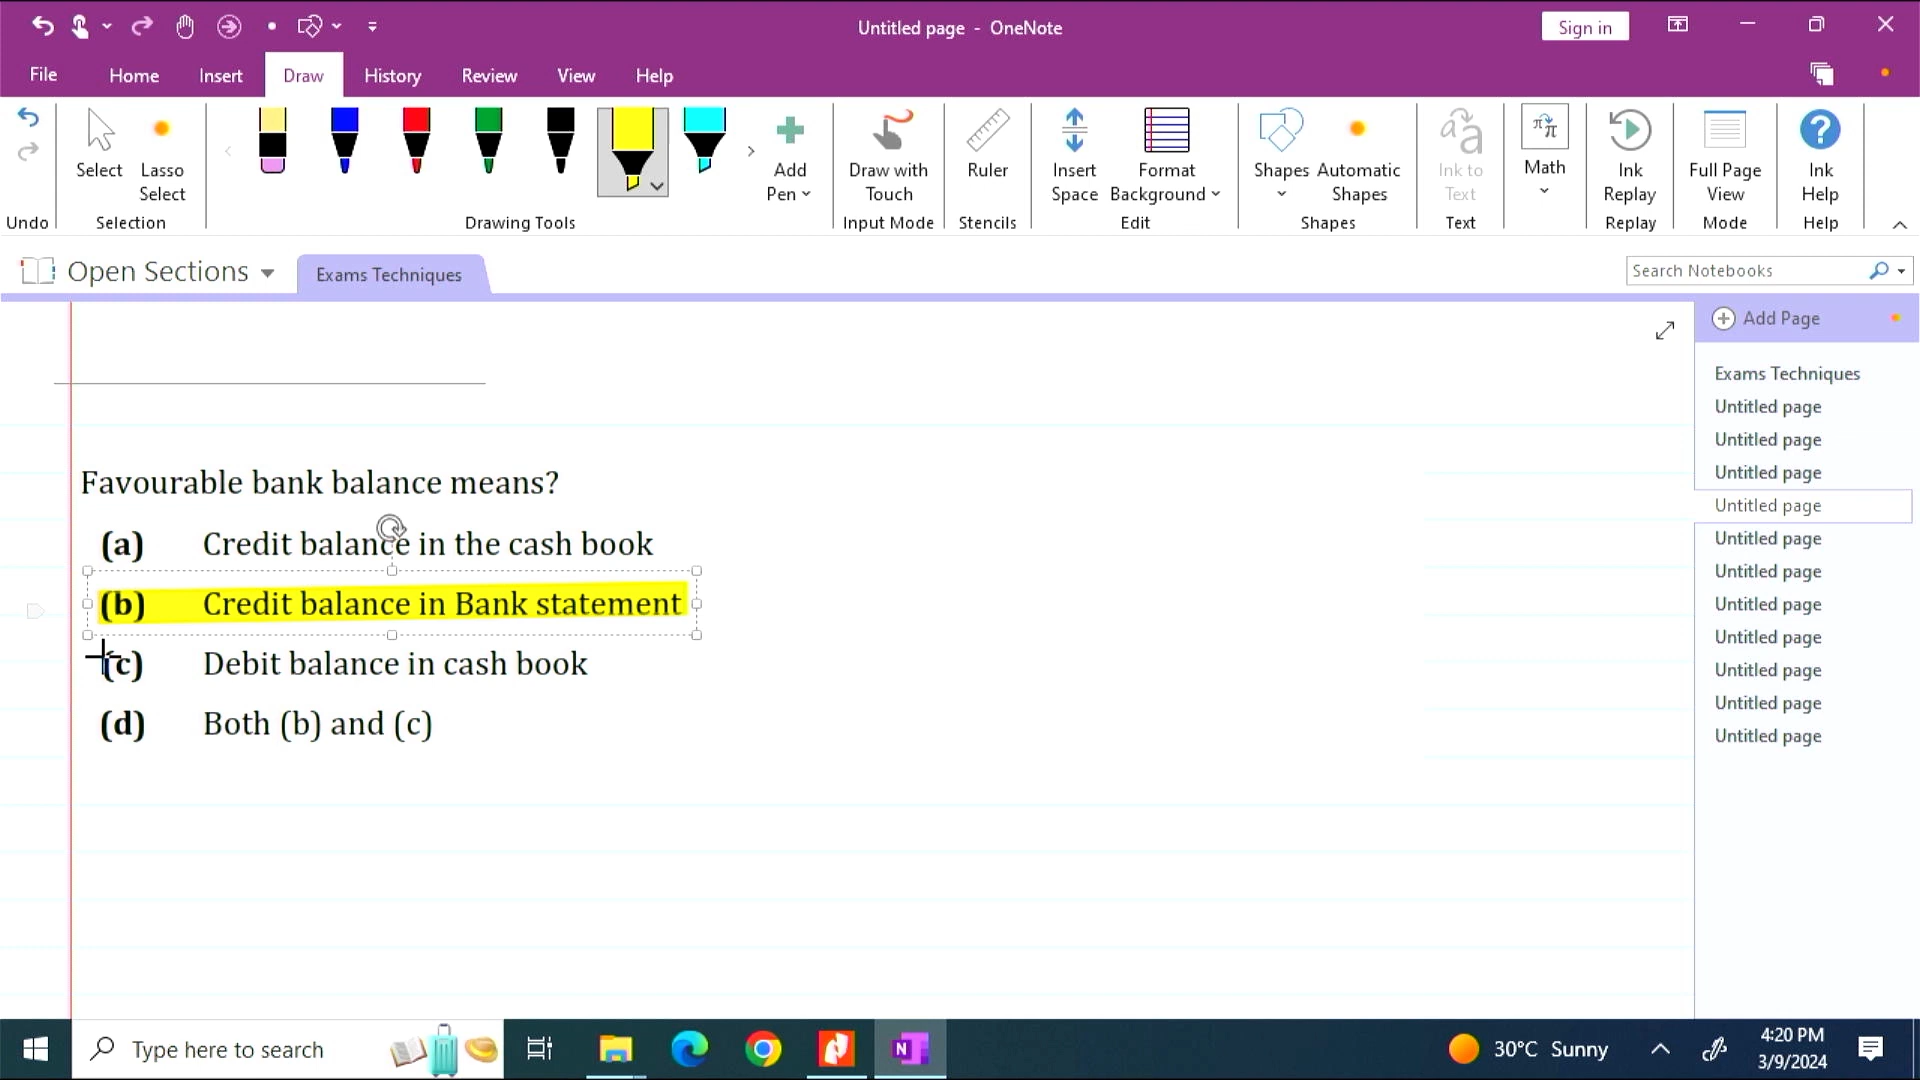 Untitled page - OneNote
Sign in
File Home Insert Draw History Review View Help
Select
Lasso Select
Add Pen
Draw with Touch
Ruler
Insert Space
Format Background
Shapes
Automatic Shapes
Ink to Text
Math
Ink Replay
Full Page View
Ink Help
Undo Selection Drawing Tools Input Mode Stencils Edit Shapes Text Replay Mode Help
Open Sections Exams Techniques
Search Notebooks
Add Page
Exams Techniques
Untitled page
Untitled page
Untitled page
Untitled page
Untitled page
Untitled page
Untitled page
Untitled page
Untitled page
Untitled page
Untitled page
Favourable bank balance means?
(a) Credit balance in the cash book
(b) Credit balance in Bank statement
(c) Debit balance in cash book
(d) Both (b) and (c)
Type here to search
N
30°C Sunny
4:20 PM
3/9/2024